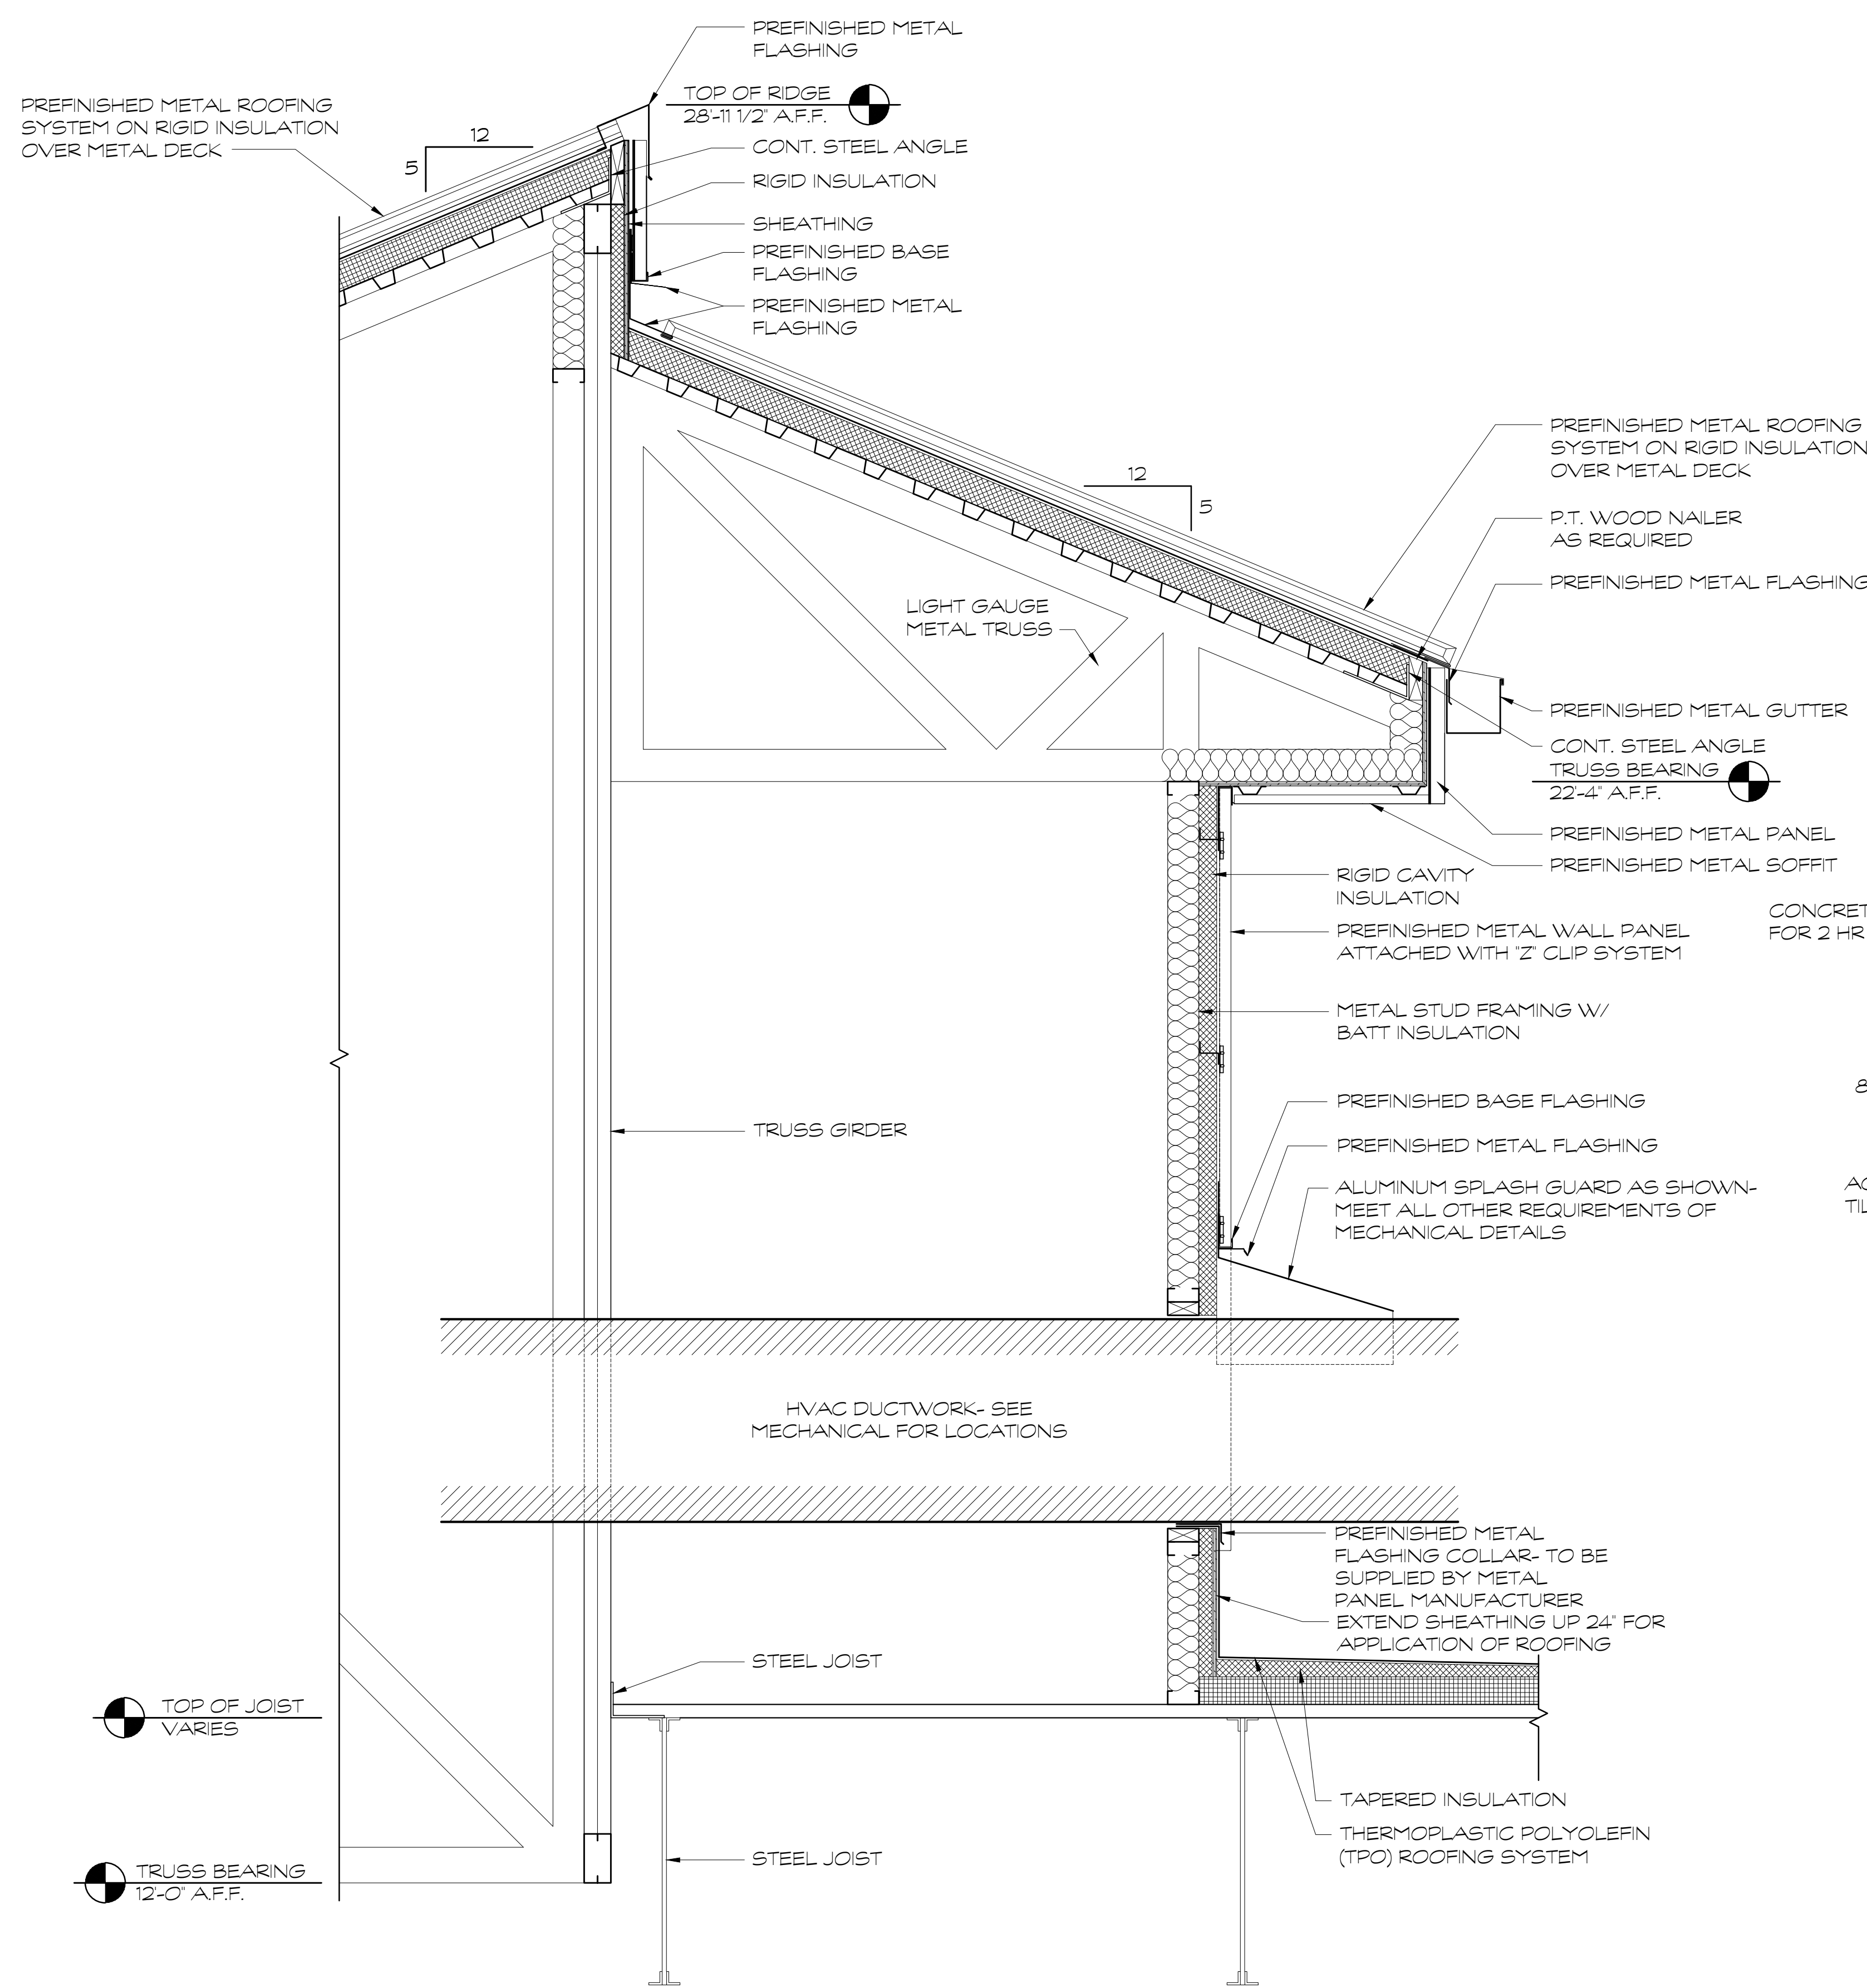 PREFINISHED METAL
FLASHING
TOP OF RIDGE
28'-11 1/2" A.F.F.
PREFINISHED METAL ROOFING
SYSTEM ON RIGID INSULATION
OVER METAL DECK
12
5
CONT. STEEL ANGLE
RIGID INSULATION
SHEATHING
PREFINISHED BASE
FLASHING
PREFINISHED METAL
FLASHING
PREFINISHED METAL ROOFING
SYSTEM ON RIGID INSULATION
OVER METAL DECK
12
5
P.T. WOOD NAILER
AS REQUIRED
PREFINISHED METAL FLASHING
LIGHT GAUGE
METAL TRUSS
PREFINISHED METAL GUTTER
CONT. STEEL ANGLE
TRUSS BEARING
22'-4" A.F.F.
PREFINISHED METAL PANEL
PREFINISHED METAL SOFFIT
RIGID CAVITY
INSULATION
CONCRET
FOR 2 HR
PREFINISHED METAL WALL PANEL
ATTACHED WITH "Z" CLIP SYSTEM
METAL STUD FRAMING W/
BATT INSULATION
8
PREFINISHED BASE FLASHING
TRUSS GIRDER
PREFINISHED METAL FLASHING
ALUMINUM SPLASH GUARD AS SHOWN-
MEET ALL OTHER REQUIREMENTS OF
MECHANICAL DETAILS
AC
TIL
HVAC DUCTWORK- SEE
MECHANICAL FOR LOCATIONS
PREFINISHED METAL
FLASHING COLLAR- TO BE
SUPPLIED BY METAL
PANEL MANUFACTURER
EXTEND SHEATHING UP 24" FOR
APPLICATION OF ROOFING
STEEL JOIST
TOP OF JOIST
VARIES
TAPERED INSULATION
THERMOPLASTIC POLYOLEFIN
(TPO) ROOFING SYSTEM
STEEL JOIST
TRUSS BEARING
12'-0" A.F.F.